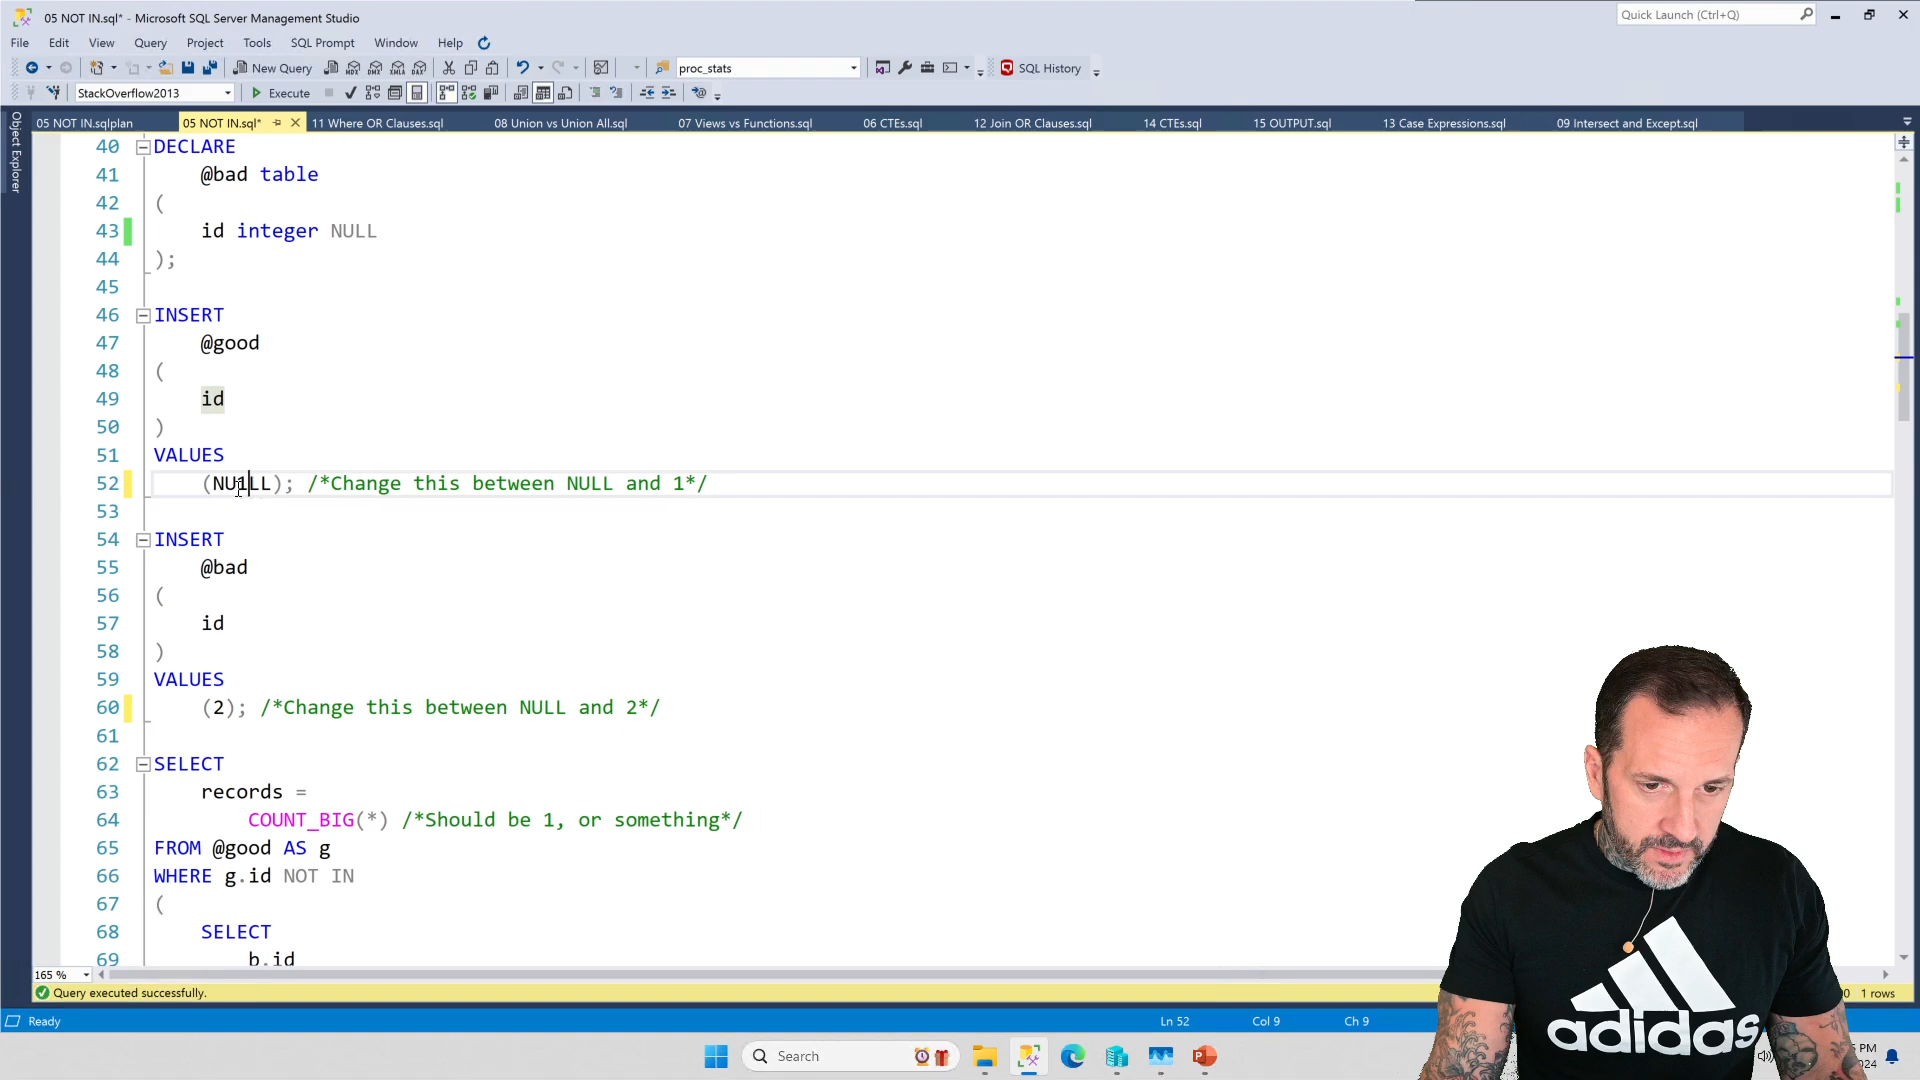 05 NOT IN.sql* - Microsoft SQL Server Management Studio
Quick Launch (Ctrl+Q)
File Edit View Query Project Tools SQL Prompt Window Help
New Query
MDX DMX XMLA DAX
proc_stats
SQL History
StackOverflow2013
Execute
05 NOT IN.sqlplan
05 NOT IN.sql*
11 Where OR Clauses.sql
08 Union vs Union All.sql
07 Views vs Functions.sql
06 CTEs.sql
12 Join OR Clauses.sql
14 CTEs.sql
15 OUTPUT.sql
13 Case Expressions.sql
09 Intersect and Except.sql
Object Explorer
40 DECLARE
41 @bad table
42 (
43 id integer NULL
44 );
45
46 INSERT
47 @good
48 (
49 id
50 )
51 VALUES
52 (NULL); /*Change this between NULL and 1*/
53
54 INSERT
55 @bad
56 (
57 id
58 )
59 VALUES
60 (2); /*Change this between NULL and 2*/
61
62 SELECT
63 records =
64 COUNT_BIG(*) /*Should be 1, or something*/
65 FROM @good AS g
66 WHERE g.id NOT IN
67 (
68 SELECT
69 b.id
165 %
Query executed successfully.
1 rows
Ready
Ln 52
Col 9
Ch 9
adidas
Search
PM